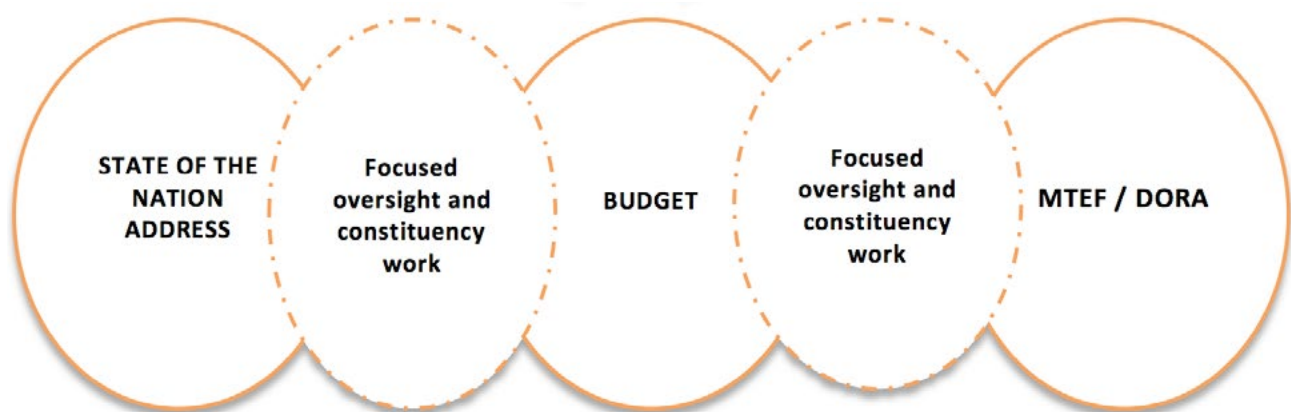 STATE OF THE
NATION
ADDRESS
Focused
oversight and
constituency
work
BUDGET
Focused
oversight and
constituency
work
MTEF / DORA